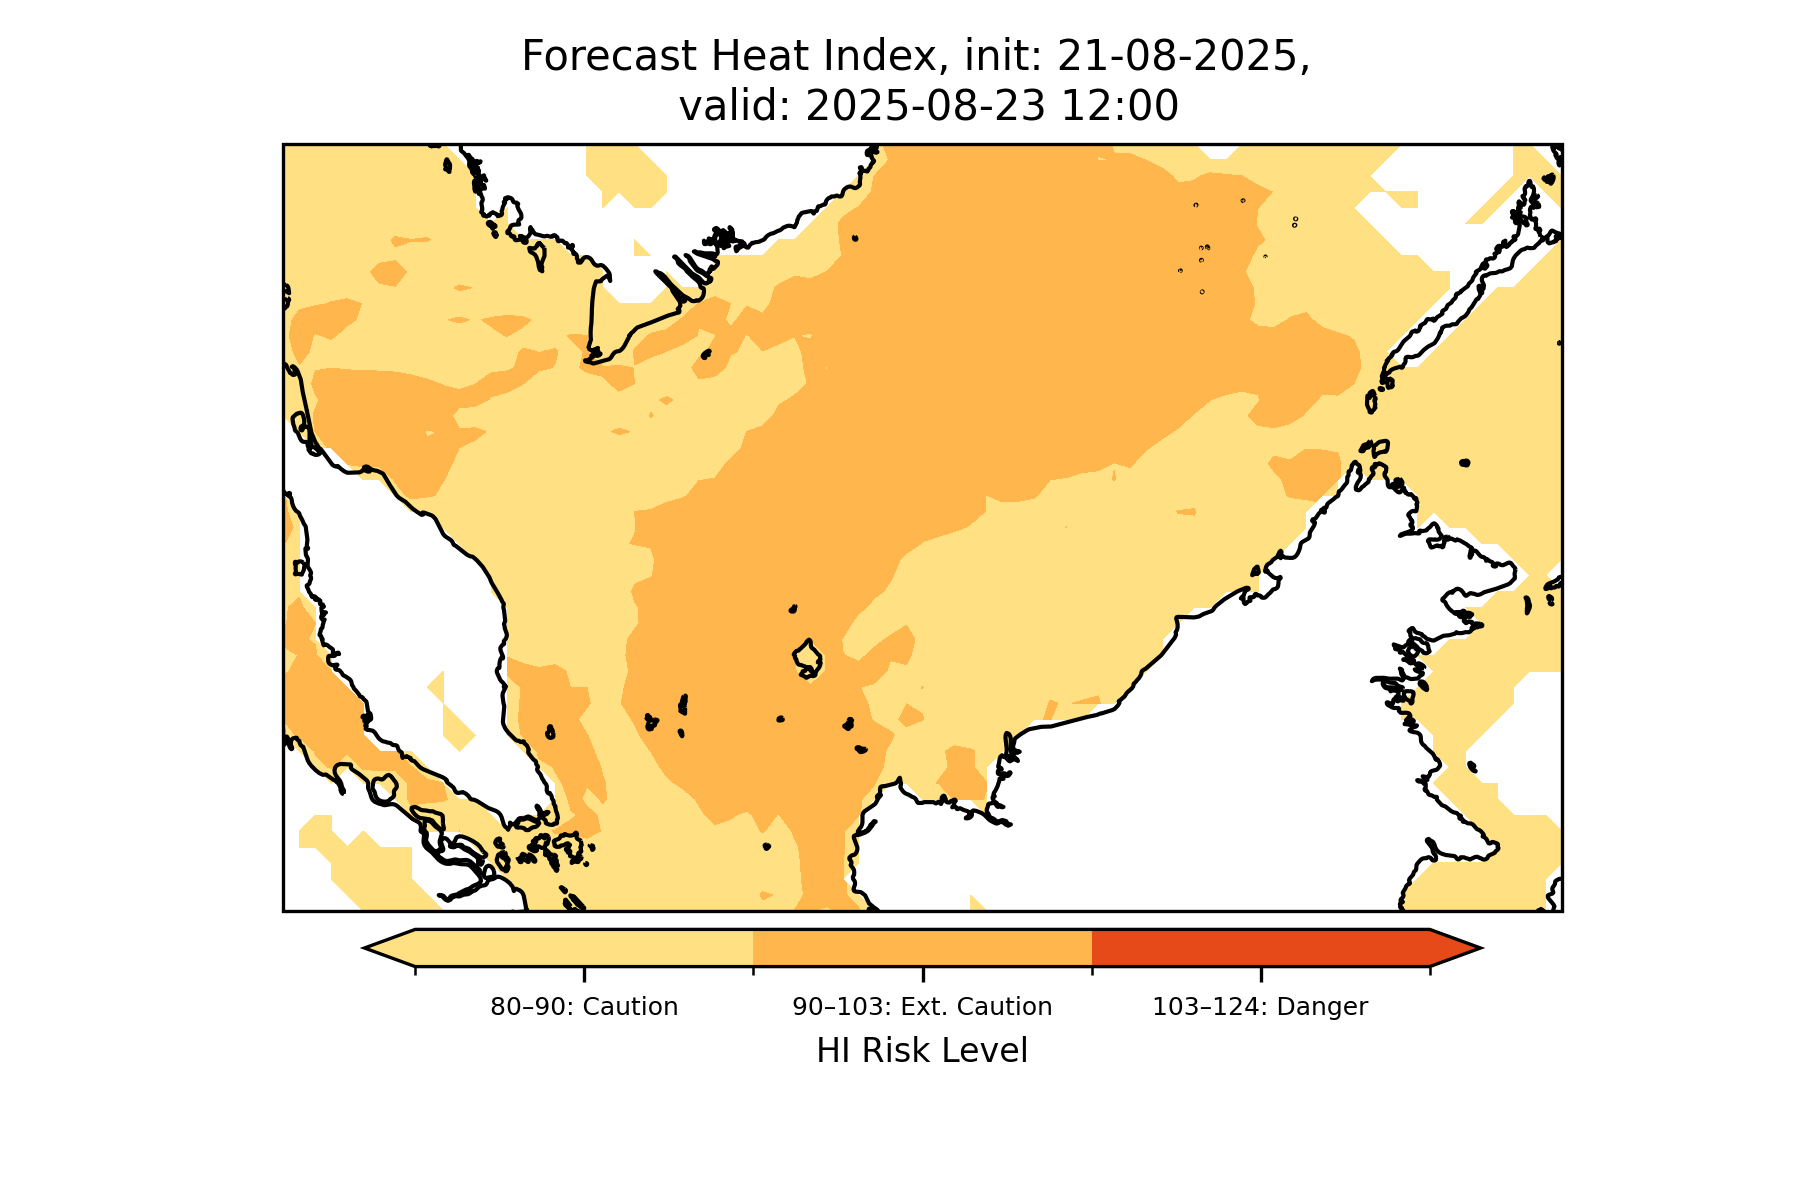 Forecast Heat Index, init: 21-08-2025,
valid: 2025-08-23 12:00
80–90: Caution
90–103: Ext. Caution
103–124: Danger
HI Risk Level